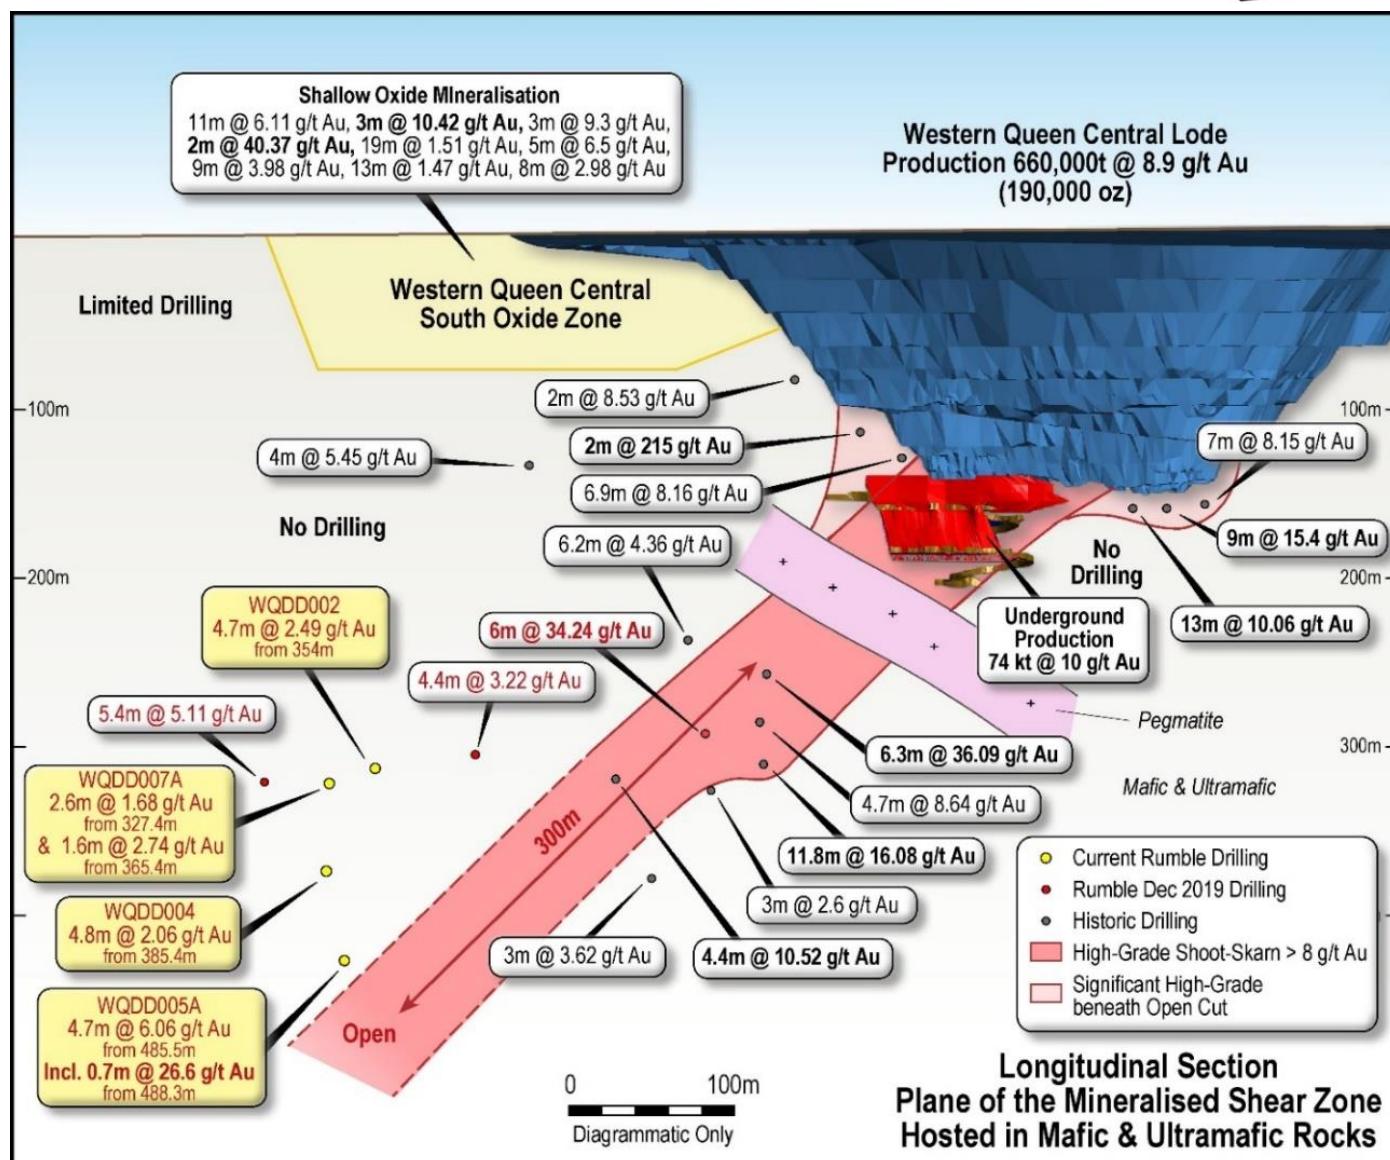 Shallow Oxide MIneralisation
11m @ 6.11 g/t Au, 3m @ 10.42 g/t Au, 3m @ 9.3 g/t Au,
2m @ 40.37 g/t Au, 19m @ 1.51 g/t Au, 5m @ 6.5 g/t Au,
9m @ 3.98 g/t Au, 13m @ 1.47 g/t Au, 8m @ 2.98 g/t Au
Western Queen Central Lode
Production 660,000t @ 8.9 g/t Au
(190,000 oz)
Limited Drilling
Western Queen Central
South Oxide Zone
100m
100m
2m @ 8.53 g/t Au
2m @ 215 g/t Au
7m @ 8.15 g/t Au
4m @ 5.45 g/t Au
6.9m @ 8.16 g/t Au
No Drilling
6.2m @ 4.36 g/t Au
9m @ 15.4 g/t Au
No
Drilling
200m
200m
WQDD002
4.7m @ 2.49 g/t Au
from 354m
6m @ 34.24 g/t Au
Underground
Production
74 kt @ 10 g/t Au
13m @ 10.06 g/t Au
4.4m @ 3.22 g/t Au
5.4m @ 5.11 g/t Au
Pegmatite
6.3m @ 36.09 g/t Au
300m
WQDD007A
2.6m @ 1.68 g/t Au
from 327.4m
& 1.6m @ 2.74 g/t Au
from 365.4m
4.7m @ 8.64 g/t Au
Mafic & Ultramafic
300m
11.8m @ 16.08 g/t Au
3m @ 2.6 g/t Au
WQDD004
4.8m @ 2.06 g/t Au
from 385.4m
3m @ 3.62 g/t Au
4.4m @ 10.52 g/t Au
Current Rumble Drilling
Rumble Dec 2019 Drilling
Historic Drilling
High-Grade Shoot-Skarn > 8 g/t Au
Significant High-Grade
beneath Open Cut
WQDD005A
4.7m @ 6.06 g/t Au
from 485.5m
Incl. 0.7m @ 26.6 g/t Au
from 488.3m
Open
0 100m
Diagrammatic Only
Longitudinal Section
Plane of the Mineralised Shear Zone
Hosted in Mafic & Ultramafic Rocks